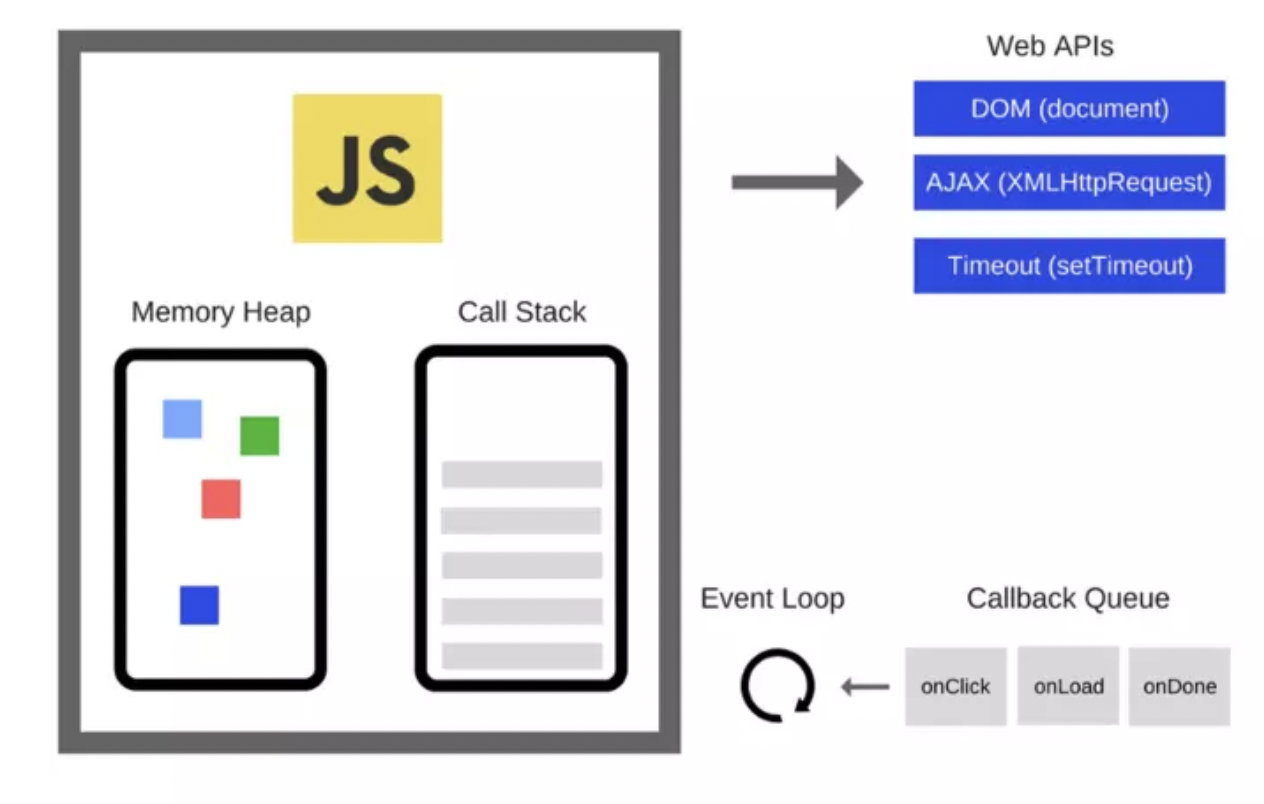 JS
Memory Heap
Call Stack
Web APIs
DOM (document)
AJAX (XMLHttpRequest)
Timeout (setTimeout)
Event Loop
Callback Queue
onClick
onLoad
onDone